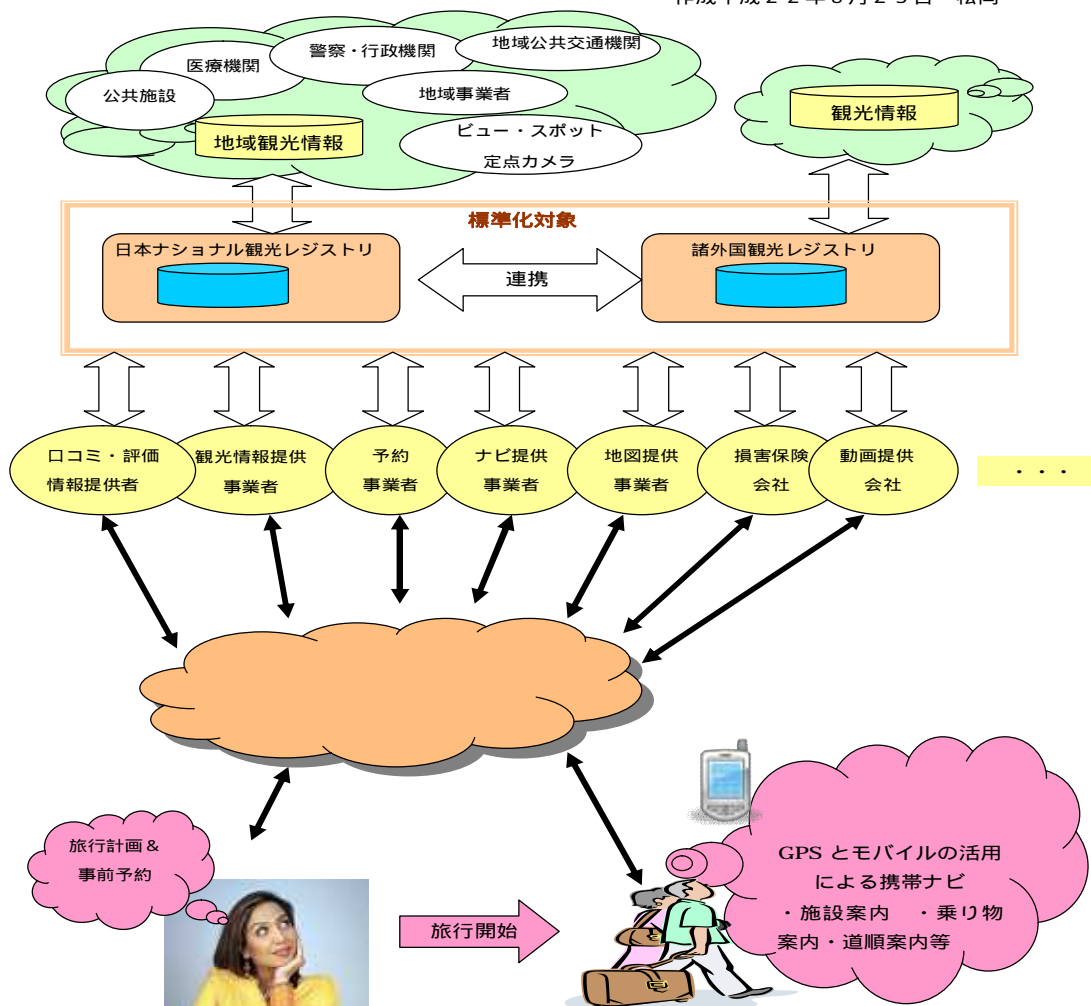 医療機関
警察・行政機関
地域公共交通機関
公共施設
地域事業者
地域観光情報
ビュー・スポット
定点カメラ
観光情報
標準化対象
日本ナショナル観光レジストリ
諸外国観光レジストリ
連携
口コミ・評価
情報提供者
観光情報提供
事業者
予約
事業者
ナビ提供
事業者
地図提供
事業者
損害保険
会社
動画提供
会社
・・・
旅行計画＆
事前予約
旅行開始
GPS とモバイルの活用
による携帯ナビ
・施設案内　・乗り物
案内・道順案内等